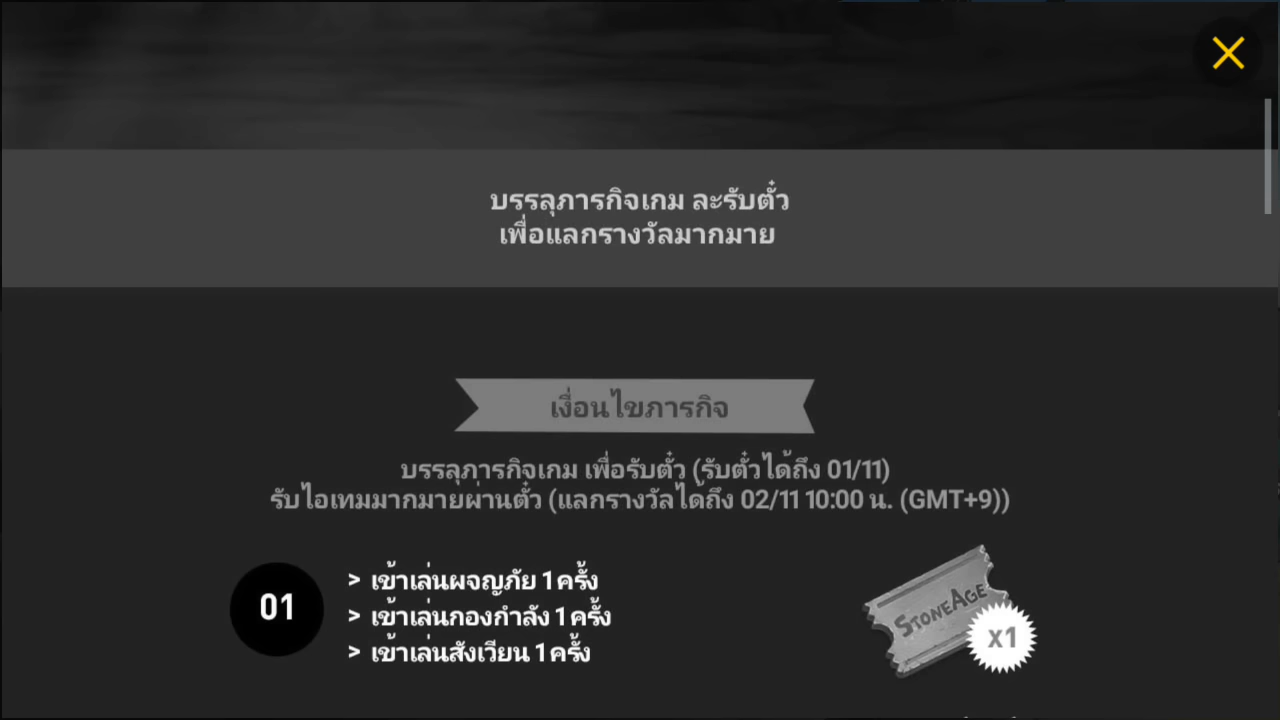 บรรลุภารกิจเกม ละรับตั๋ว
เพื่อแลกรางวัลมากมาย
เงื่อนไขภารกิจ
บรรลุภารกิจเกม เพื่อรับตั๋ว (รับตั๋วได้ถึง 01/11)
รับไอเทมมากมายผ่านตั๋ว (แลกรางวัลได้ถึง 02/11 10:00 น. (GMT+9))
01
> เข้าเล่นผจญภัย 1 ครั้ง
> เข้าเล่นกองกำลัง 1 ครั้ง
> เข้าเล่นสังเวียน 1 ครั้ง
STONEAGE
x1